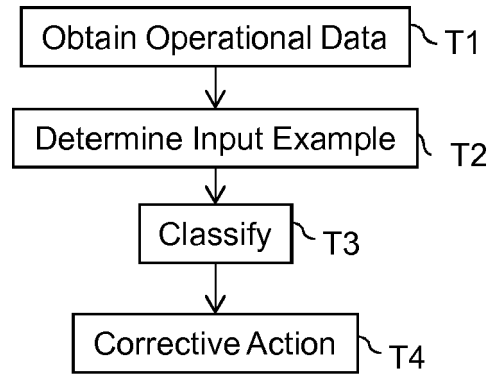 Obtain Operational Data
T1
Determine Input Example
T2
Classify
T3
Corrective Action
T4